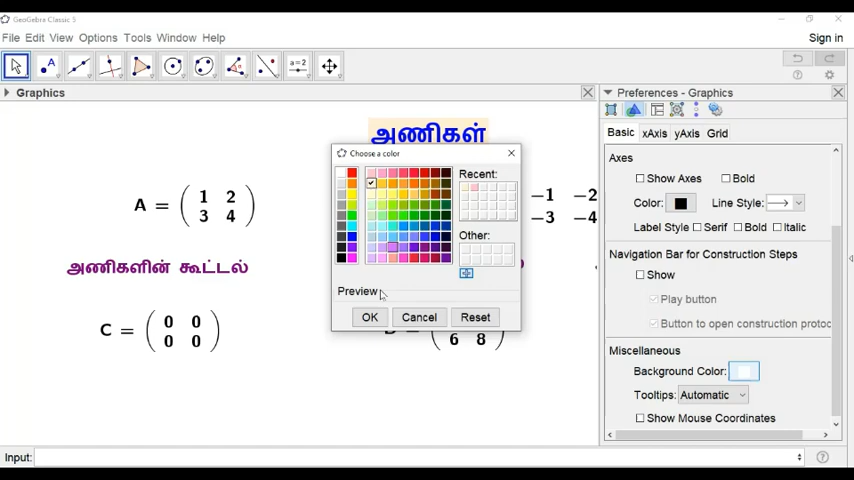 GeoGebra Classic 5
File Edit View Options Tools Window Help
Sign in
a=2
Graphics
Preferences - Graphics
Basic xAxis yAxis Grid
அணிகள்
Choose a color
Recent:
Axes
Show Axes Bold
Color: Line Style:
Label Style Serif Bold Italic
A = ( 1 2
3 4 )
−1 −2
−3 −4
Other:
Navigation Bar for Construction Steps
Show
Play button
Button to open construction protoc
அணிகளின் கூட்டல்
Preview
OK Cancel Reset
C = ( 0 0
0 0 )
6 8
Miscellaneous
Background Color:
Tooltips: Automatic
Show Mouse Coordinates
Input: